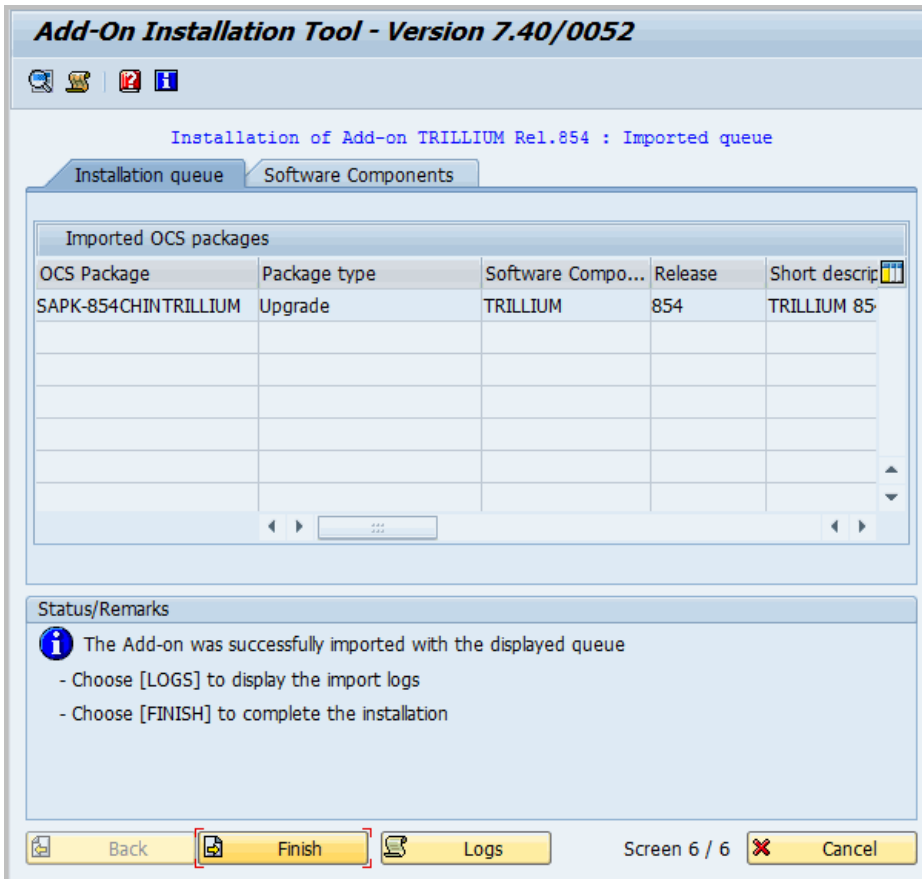 Add-On Installation Tool - Version 7.40/0052
Installation of Add-on TRILLIUM Rel.854 : Imported queue
Installation queue Software Components
Imported OCS packages
OCS Package Package type Software Compo... Release Short descrip
SAPK-854CHINTRILLIUM Upgrade TRILLIUM 854 TRILLIUM 85
Status/Remarks
The Add-on was successfully imported with the displayed queue
- Choose [LOGS] to display the import logs
- Choose [FINISH] to complete the installation
Back Finish Logs Screen 6 / 6 Cancel